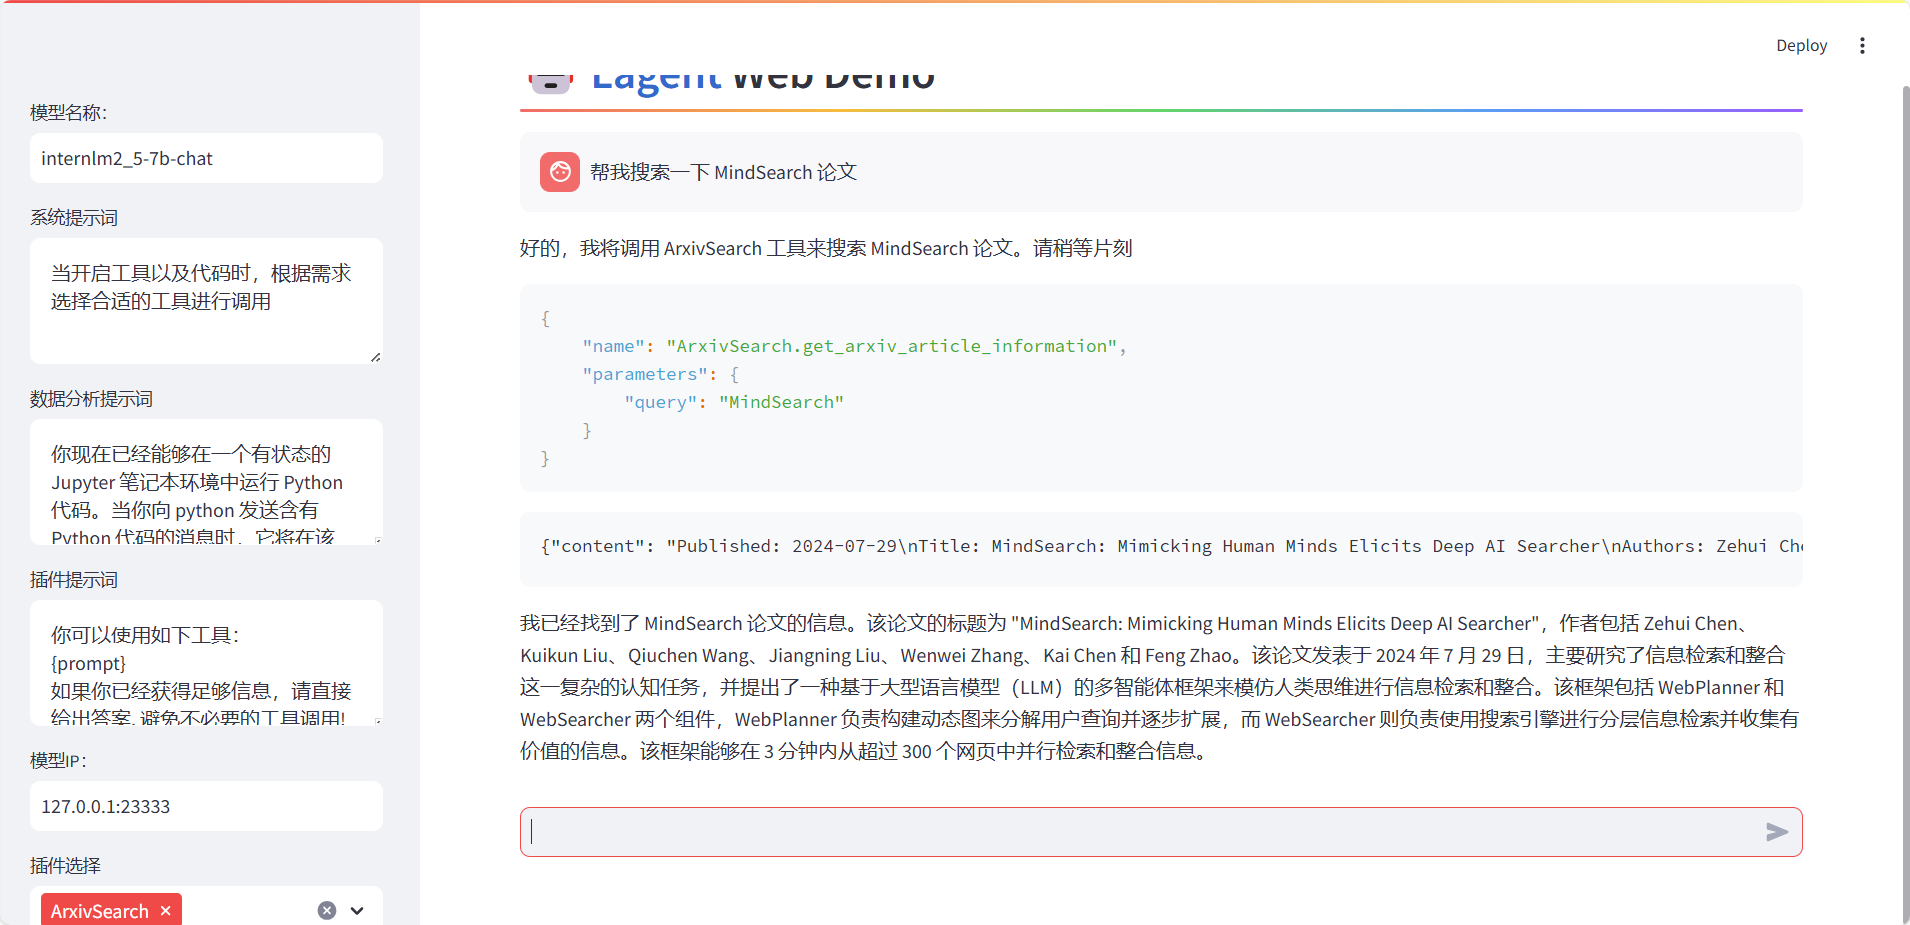 Deploy
模型名称：
internlm2_5-7b-chat
系统提示词
当开启工具以及代码时，根据需求
选择合适的工具进行调用
数据分析提示词
你现在已经能够在一个有状态的
Jupyter 笔记本环境中运行 Python
代码。当你向 python 发送含有
Python 代码的消息时，它将在该
插件提示词
你可以使用如下工具：
{prompt}
如果你已经获得足够信息，请直接
给出答案. 避免不必要的工具调用!
模型IP：
127.0.0.1:23333
插件选择
ArxivSearch
Lagent Web Demo
帮我搜索一下 MindSearch 论文
好的，我将调用 ArxivSearch 工具来搜索 MindSearch 论文。请稍等片刻
{
    "name": "ArxivSearch.get_arxiv_article_information",
    "parameters": {
        "query": "MindSearch"
    }
}
{"content": "Published: 2024-07-29\nTitle: MindSearch: Mimicking Human Minds Elicits Deep AI Searcher\nAuthors: Zehui Che
我已经找到了 MindSearch 论文的信息。该论文的标题为 "MindSearch: Mimicking Human Minds Elicits Deep AI Searcher"，作者包括 Zehui Chen、
Kuikun Liu、Qiuchen Wang、Jiangning Liu、Wenwei Zhang、Kai Chen 和 Feng Zhao。该论文发表于 2024 年 7 月 29 日，主要研究了信息检索和整合
这一复杂的认知任务，并提出了一种基于大型语言模型（LLM）的多智能体框架来模仿人类思维进行信息检索和整合。该框架包括 WebPlanner 和
WebSearcher 两个组件，WebPlanner 负责构建动态图来分解用户查询并逐步扩展，而 WebSearcher 则负责使用搜索引擎进行分层信息检索并收集有
价值的信息。该框架能够在 3 分钟内从超过 300 个网页中并行检索和整合信息。